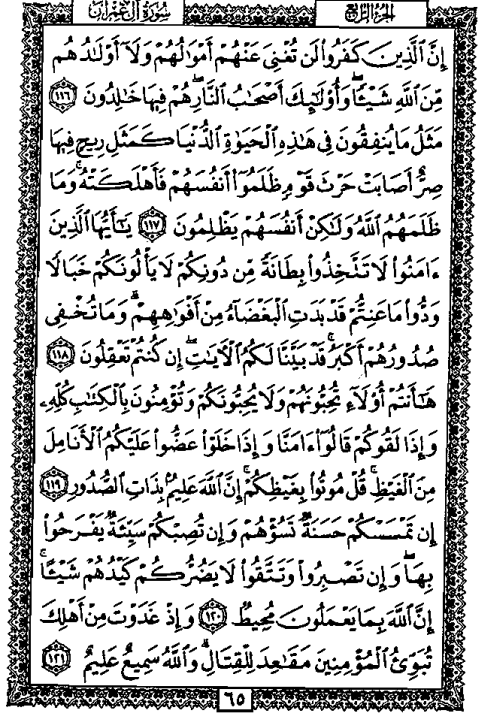 سورة آل عمران الجزء الرابع
إِنَّ ٱلَّذِينَ كَفَرُوا۟ لَن تُغْنِىَ عَنْهُمْ أَمْوَٰلُهُمْ وَلَآ أَوْلَـٰدُهُم
مِّنَ ٱللَّهِ شَيْـًٔا ۖ وَأُو۟لَـٰٓئِكَ أَصْحَـٰبُ ٱلنَّارِ ۚ هُمْ فِيهَا خَـٰلِدُونَ ١١٦
مَثَلُ مَا يُنفِقُونَ فِى هَـٰذِهِ ٱلْحَيَوٰةِ ٱلدُّنْيَا كَمَثَلِ رِيحٍ فِيهَا
صِرٌّ أَصَابَتْ حَرْثَ قَوْمٍ ظَلَمُوٓا۟ أَنفُسَهُمْ فَأَهْلَكَتْهُ ۚ وَمَا
ظَلَمَهُمُ ٱللَّهُ وَلَـٰكِنْ أَنفُسَهُمْ يَظْلِمُونَ ١١٧ يَـٰٓأَيُّهَا ٱلَّذِينَ
ءَامَنُوا۟ لَا تَتَّخِذُوا۟ بِطَانَةً مِّن دُونِكُمْ لَا يَأْلُونَكُمْ خَبَالًا
وَدُّوا۟ مَا عَنِتُّمْ قَدْ بَدَتِ ٱلْبَغْضَآءُ مِنْ أَفْوَٰهِهِمْ وَمَا تُخْفِى
صُدُورُهُمْ أَكْبَرُ ۚ قَدْ بَيَّنَّا لَكُمُ ٱلْـَٔايَـٰتِ ۖ إِن كُنتُمْ تَعْقِلُونَ ١١٨
هَـٰٓأَنتُمْ أُو۟لَآءِ تُحِبُّونَهُمْ وَلَا يُحِبُّونَكُمْ وَتُؤْمِنُونَ بِٱلْكِتَـٰبِ كُلِّهِۦ
وَإِذَا لَقُوكُمْ قَالُوٓا۟ ءَامَنَّا وَإِذَا خَلَوْا۟ عَضُّوا۟ عَلَيْكُمُ ٱلْأَنَامِلَ
مِنَ ٱلْغَيْظِ ۚ قُلْ مُوتُوا۟ بِغَيْظِكُمْ ۗ إِنَّ ٱللَّهَ عَلِيمٌۢ بِذَاتِ ٱلصُّدُورِ ١١٩
إِن تَمْسَسْكُمْ حَسَنَةٌ تَسُؤْهُمْ وَإِن تُصِبْكُمْ سَيِّئَةٌ يَفْرَحُوا۟
بِهَا ۖ وَإِن تَصْبِرُوا۟ وَتَتَّقُوا۟ لَا يَضُرُّكُمْ كَيْدُهُمْ شَيْـًٔا ۗ
إِنَّ ٱللَّهَ بِمَا يَعْمَلُونَ مُحِيطٌ ١٢٠ وَإِذْ غَدَوْتَ مِنْ أَهْلِكَ
تُبَوِّئُ ٱلْمُؤْمِنِينَ مَقَـٰعِدَ لِلْقِتَالِ ۗ وَٱللَّهُ سَمِيعٌ عَلِيمٌ ١٢١
٦٥